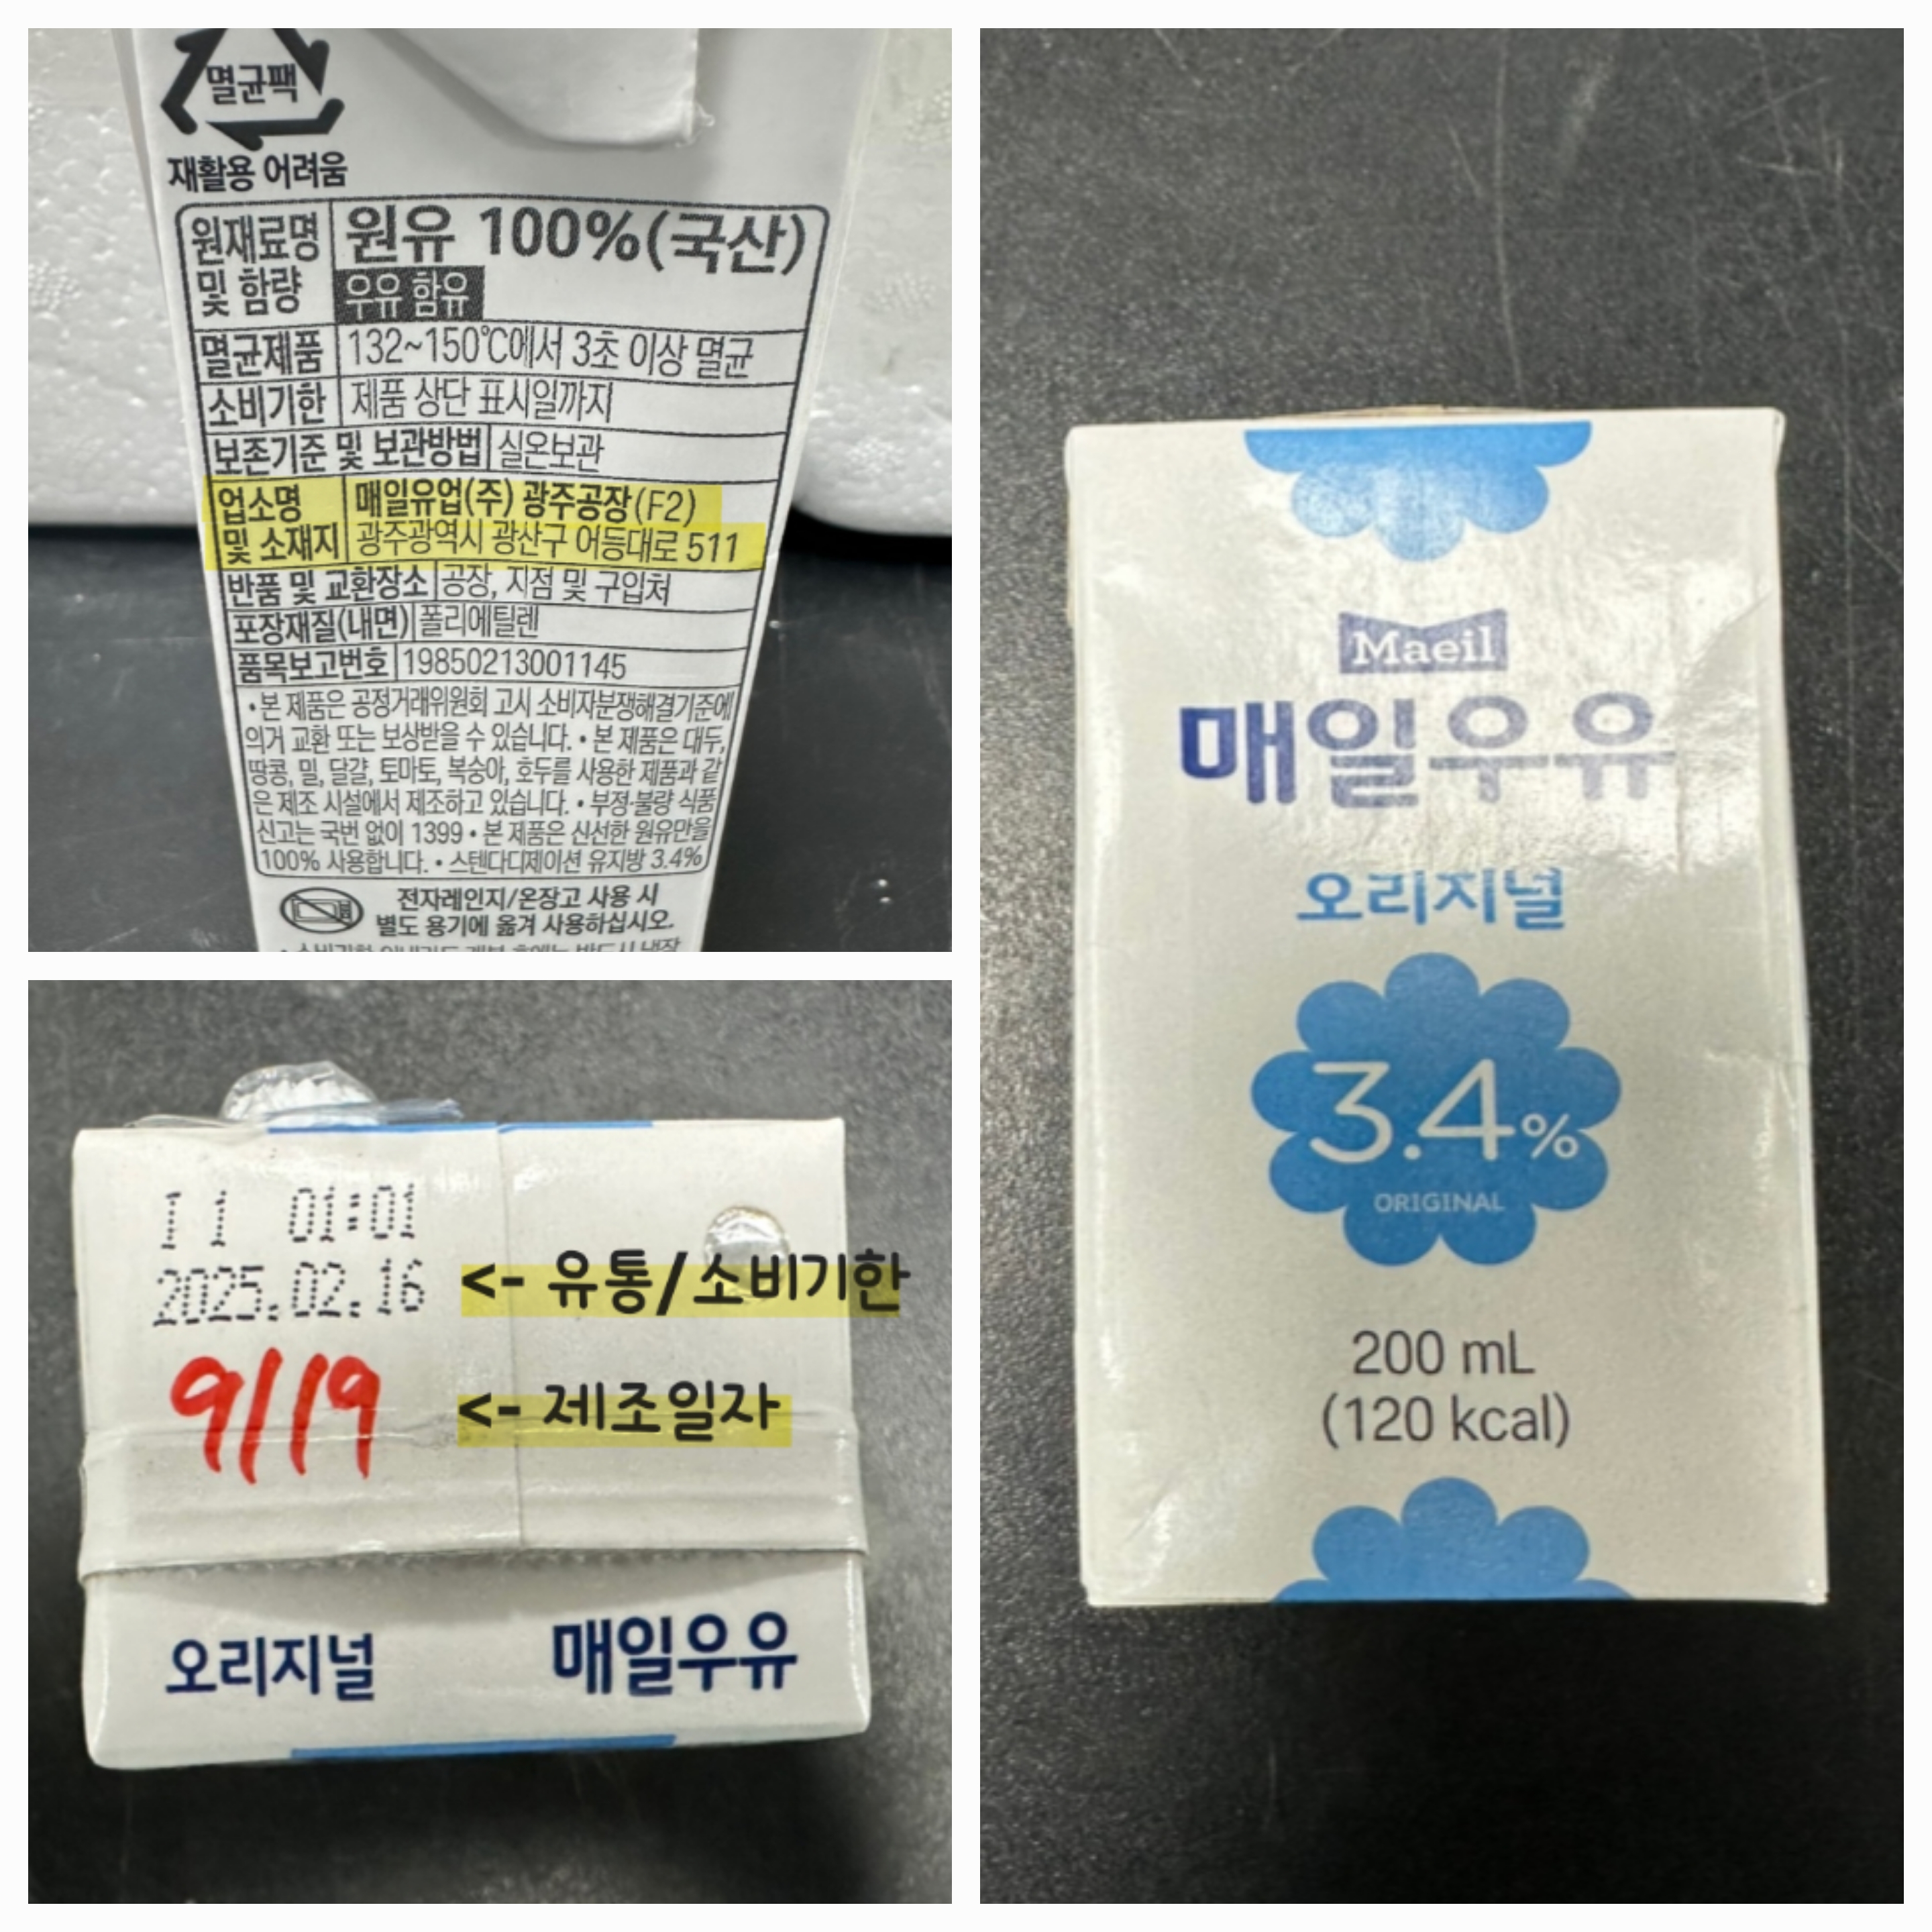 멸균팩
재활용 어려움
원재료명 및 함량 원유 100%(국산)
우유 함유
멸균제품 132~150℃에서 3초 이상 멸균
소비기한 제품 상단 표시일까지
보존기준 및 보관방법 실온보관
업소명 및 소재지 매일유업(주) 광주공장(F2)
광주광역시 광산구 어등대로 511
반품 및 교환장소 공장, 지점 및 구입처
포장재질(내면) 폴리에틸렌
품목보고번호 19850213001145
• 본 제품은 공정거래위원회 고시 소비자분쟁해결기준에
의거 교환 또는 보상받을 수 있습니다. • 본 제품은 대두,
땅콩, 밀, 달걀, 토마토, 복숭아, 호두를 사용한 제품과 같
은 제조 시설에서 제조하고 있습니다. • 부정·불량 식품
신고는 국번 없이 1399 • 본 제품은 신선한 원유만을
100% 사용합니다. • 스텐다디제이션 유지방 3.4%
전자레인지/온장고 사용 시
별도 용기에 옮겨 사용하십시오.
I 1 01:01
2025.02.16 <- 유통/소비기한
9/19 <- 제조일자
오리지널 매일우유
Maeil
매일우유
오리지널
3.4%
ORIGINAL
200 mL
(120 kcal)